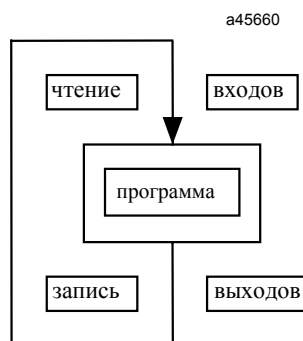 a45660
чтение
входов
программа
запись
выходов